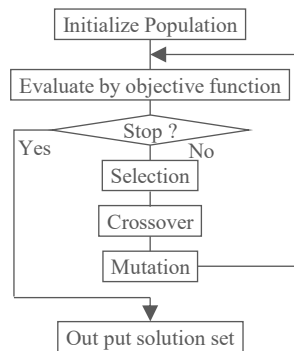 Initialize Population
Evaluate by objective function
Stop ?
Yes
No
Selection
Crossover
Mutation
Out put solution set